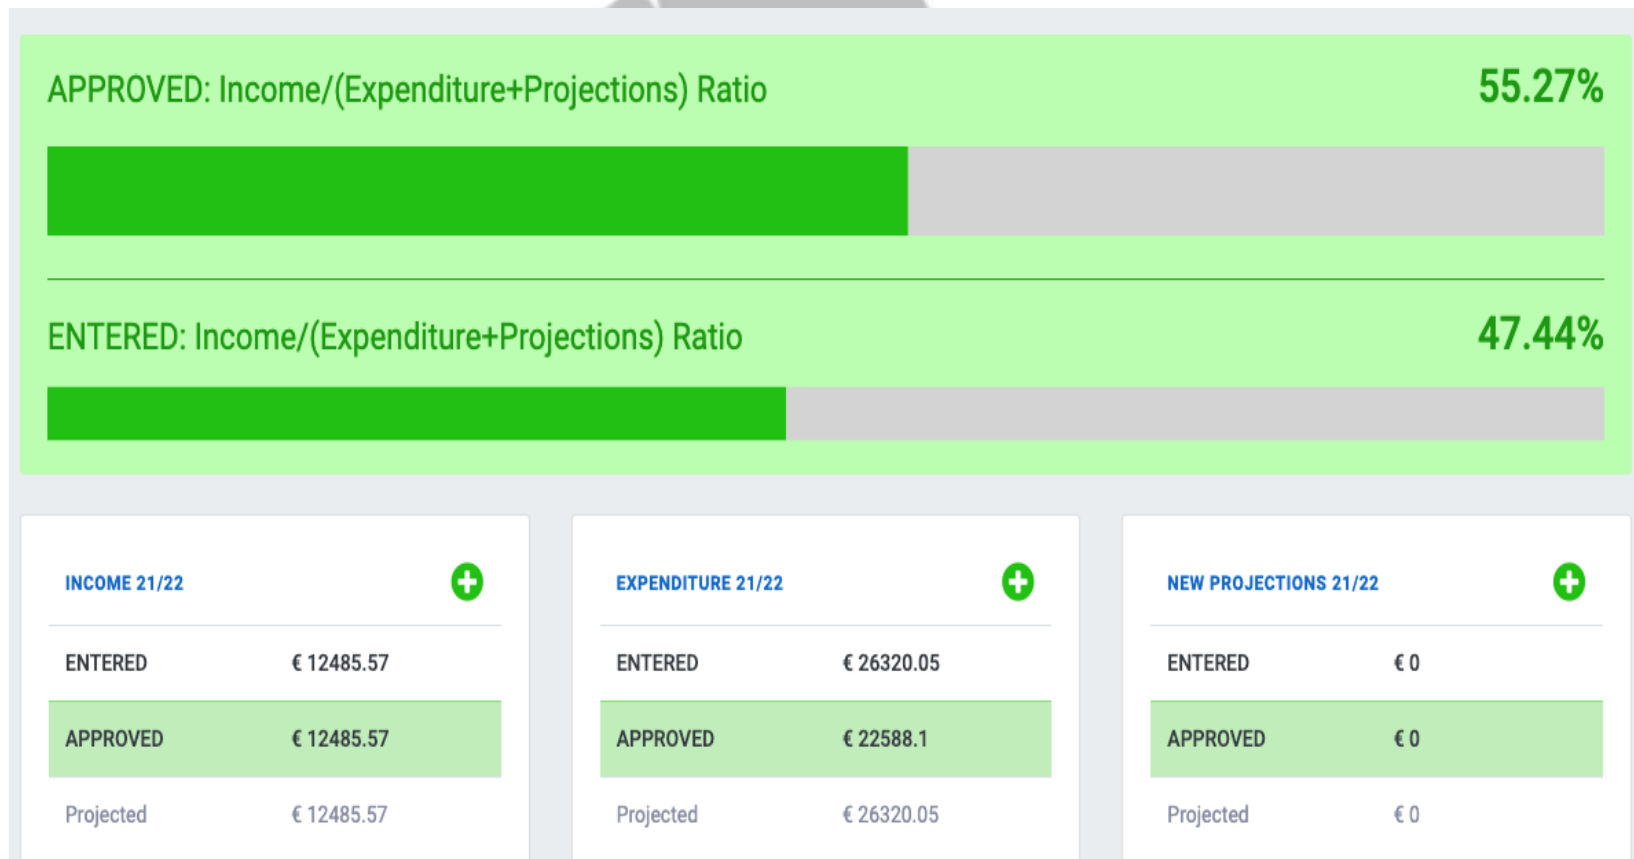 APPROVED: Income/(Expenditure+Projections) Ratio 55.27%
ENTERED: Income/(Expenditure+Projections) Ratio 47.44%
INCOME 21/22
ENTERED € 12485.57
APPROVED € 12485.57
Projected € 12485.57
EXPENDITURE 21/22
ENTERED € 26320.05
APPROVED € 22588.1
Projected € 26320.05
NEW PROJECTIONS 21/22
ENTERED € 0
APPROVED € 0
Projected € 0